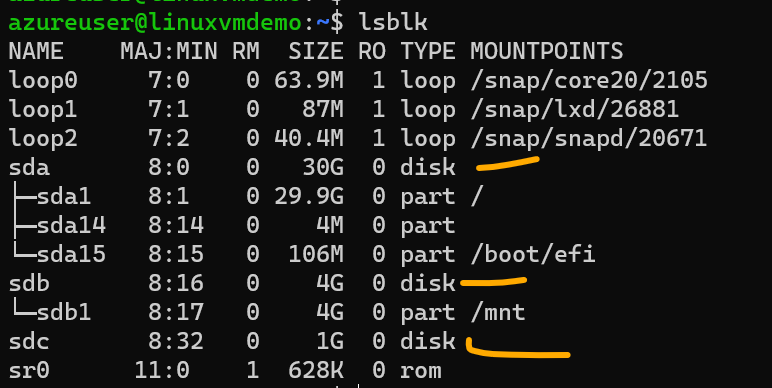 azureuser@linuxvmdemo:~$ lsblk
NAME    MAJ:MIN RM  SIZE RO TYPE MOUNTPOINTS
loop0     7:0    0 63.9M  1 loop /snap/core20/2105
loop1     7:1    0   87M  1 loop /snap/lxd/26881
loop2     7:2    0 40.4M  1 loop /snap/snapd/20671
sda       8:0    0   30G  0 disk
├─sda1    8:1    0 29.9G  0 part /
├─sda14   8:14   0    4M  0 part
└─sda15   8:15   0  106M  0 part /boot/efi
sdb       8:16   0    4G  0 disk
└─sdb1    8:17   0    4G  0 part /mnt
sdc       8:32   0    1G  0 disk
sr0      11:0    1  628K  0 rom